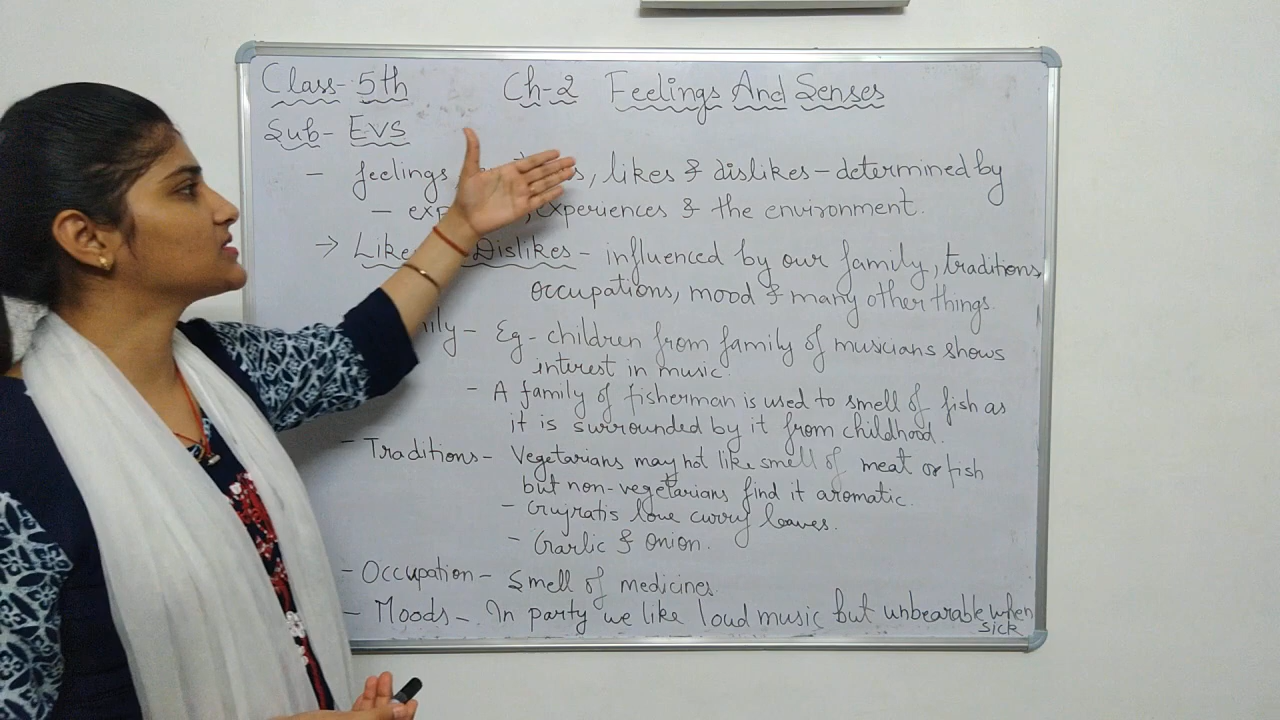 Class- 5th Ch-2 Feelings And Senses
Sub- EVS
- feelings, likes & dislikes - determined by
- experiences & the environment.
→ Dislikes - influenced by our family, traditions
occupations, mood & many other things.
- Eg- children from family of muscians shows
interest in music.
- A family of fisherman is used to smell of fish as
it is surrounded by it from childhood.
- Traditions - Vegetarians may not like smell of meat or fish
but non-vegetarians find it aromatic.
- Gujratis love curry leaves.
- Garlic & onion.
- Occupation - Smell of medicines.
- Moods - In party we like loud music but unbearable when
sick